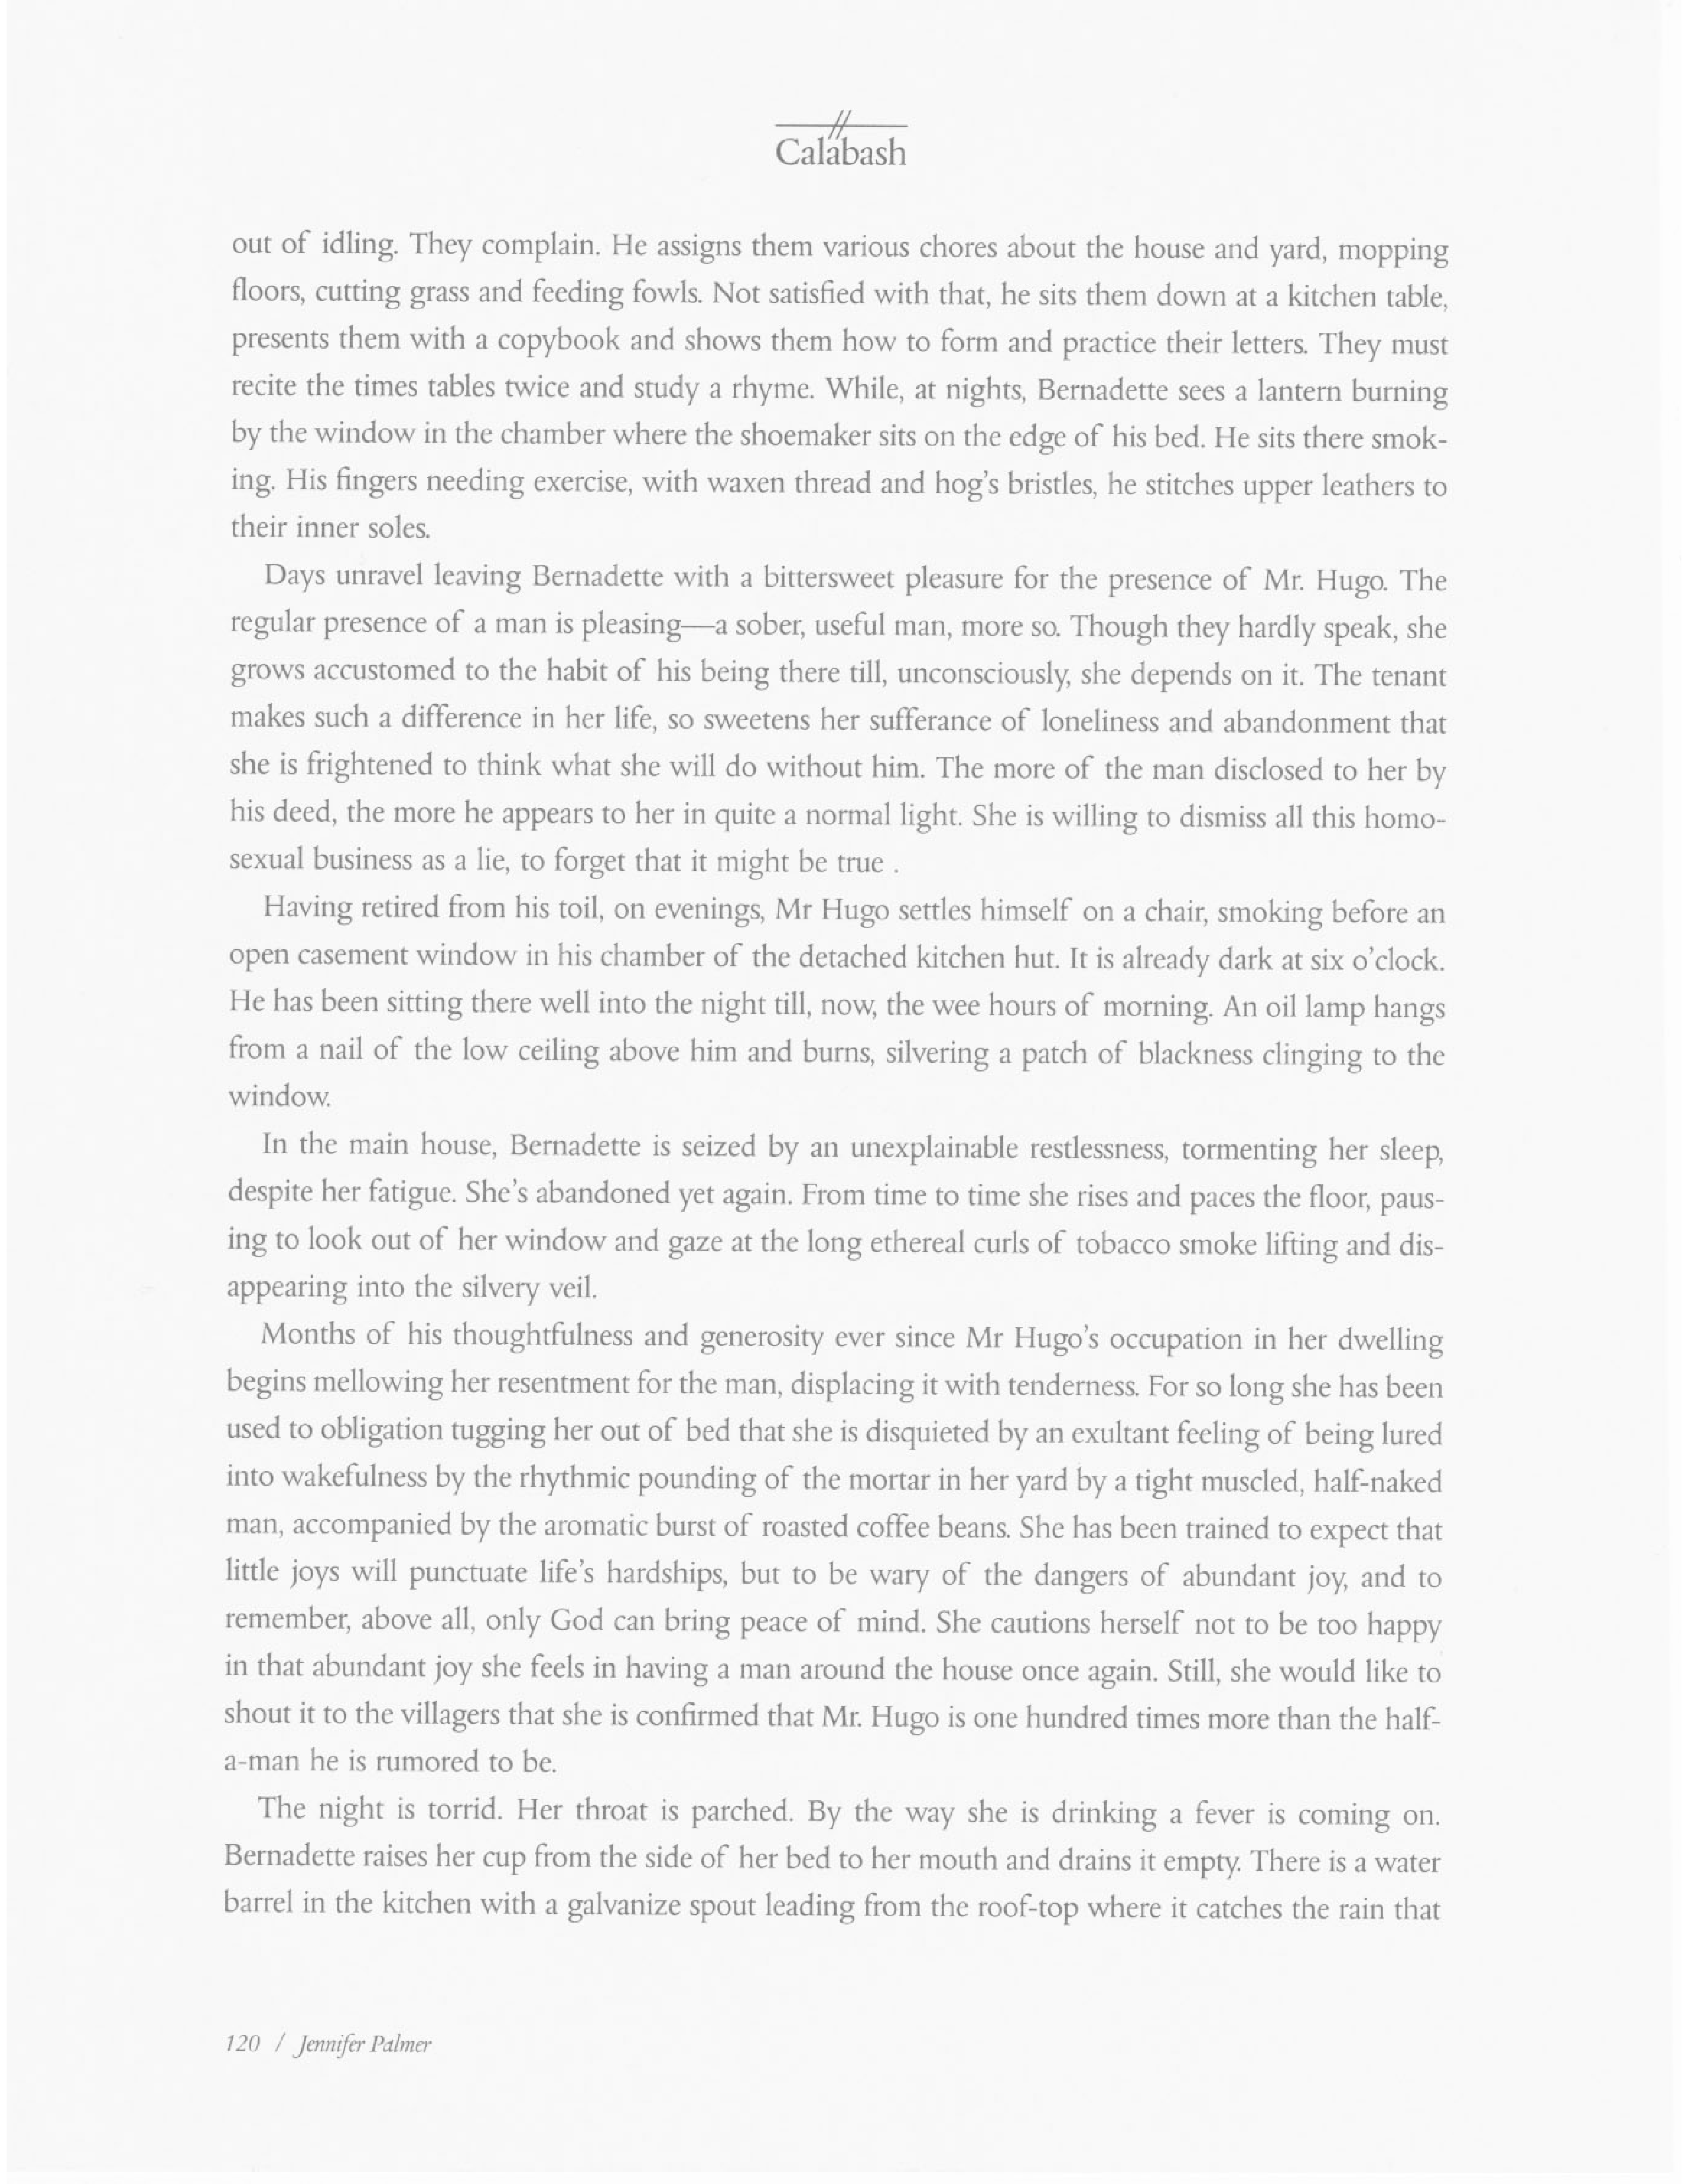 Calabash
out of idling. They complain. He assigns them various chores about the house and yard, mopping
floors, cutting grass and feeding fowls. Not satisfied with that, he sits them down at a kitchen table,
presents them with a copybook and shows them how to form and practice their letters. They must
recite the times tables twice and study a rhyme. While, at nights, Bernadette sees a lantern burning
by the window in the chamber where the shoemaker sits on the edge of his bed. He sits there smok-
ing. His fingers needing exercise, with waxen thread and hog's bristles, he stitches upper leathers to
their inner soles.
Days unravel leaving Bernadette with a bittersweet pleasure for the presence of Mr. Hugo. The
regular presence of a man is pleasing—a sober, useful man, more so. Though they hardly speak, she
grows accustomed to the habit of his being there till, unconsciously, she depends on it. The tenant
makes such a difference in her life, so sweetens her sufferance of loneliness and abandonment that
she is frightened to think what she will do without him. The more of the man disclosed to her by
his deed, the more he appears to her in quite a normal light. She is willing to dismiss all this homo-
sexual business as a lie, to forget that it might be true .
Having retired from his toil, on evenings, Mr Hugo settles himself on a chair, smoking before an
open casement window in his chamber of the detached kitchen hut. It is already dark at six o'clock.
He has been sitting there well into the night till, now, the wee hours of morning. An oil lamp hangs
from a nail of the low ceiling above him and burns, silvering a patch of blackness clinging to the
window.
In the main house, Bernadette is seized by an unexplainable restlessness, tormenting her sleep,
despite her fatigue. She's abandoned yet again. From time to time she rises and paces the floor, paus-
ing to look out of her window and gaze at the long ethereal curls of tobacco smoke lifting and dis-
appearing into the silvery veil.
Months of his thoughtfulness and generosity ever since Mr Hugo's occupation in her dwelling
begins mellowing her resentment for the man, displacing it with tenderness. For so long she has been
used to obligation tugging her out of bed that she is disquieted by an exultant feeling of being lured
into wakefulness by the rhythmic pounding of the mortar in her yard by a tight muscled, half-naked
man, accompanied by the aromatic burst of roasted coffee beans. She has been trained to expect that
little joys will punctuate life's hardships, but to be wary of the dangers of abundant joy, and to
remember, above all, only God can bring peace of mind. She cautions herself not to be too happy
in that abundant joy she feels in having a man around the house once again. Still, she would like to
shout it to the villagers that she is confirmed that Mr. Hugo is one hundred times more than the half-
a-man he is rumored to be.
The night is torrid. Her throat is parched. By the way she is drinking a fever is coming on.
Bernadette raises her cup from the side of her bed to her mouth and drains it empty. There is a water
barrel in the kitchen with a galvanize spout leading from the roof-top where it catches the rain that
120 / Jennifer Palmer